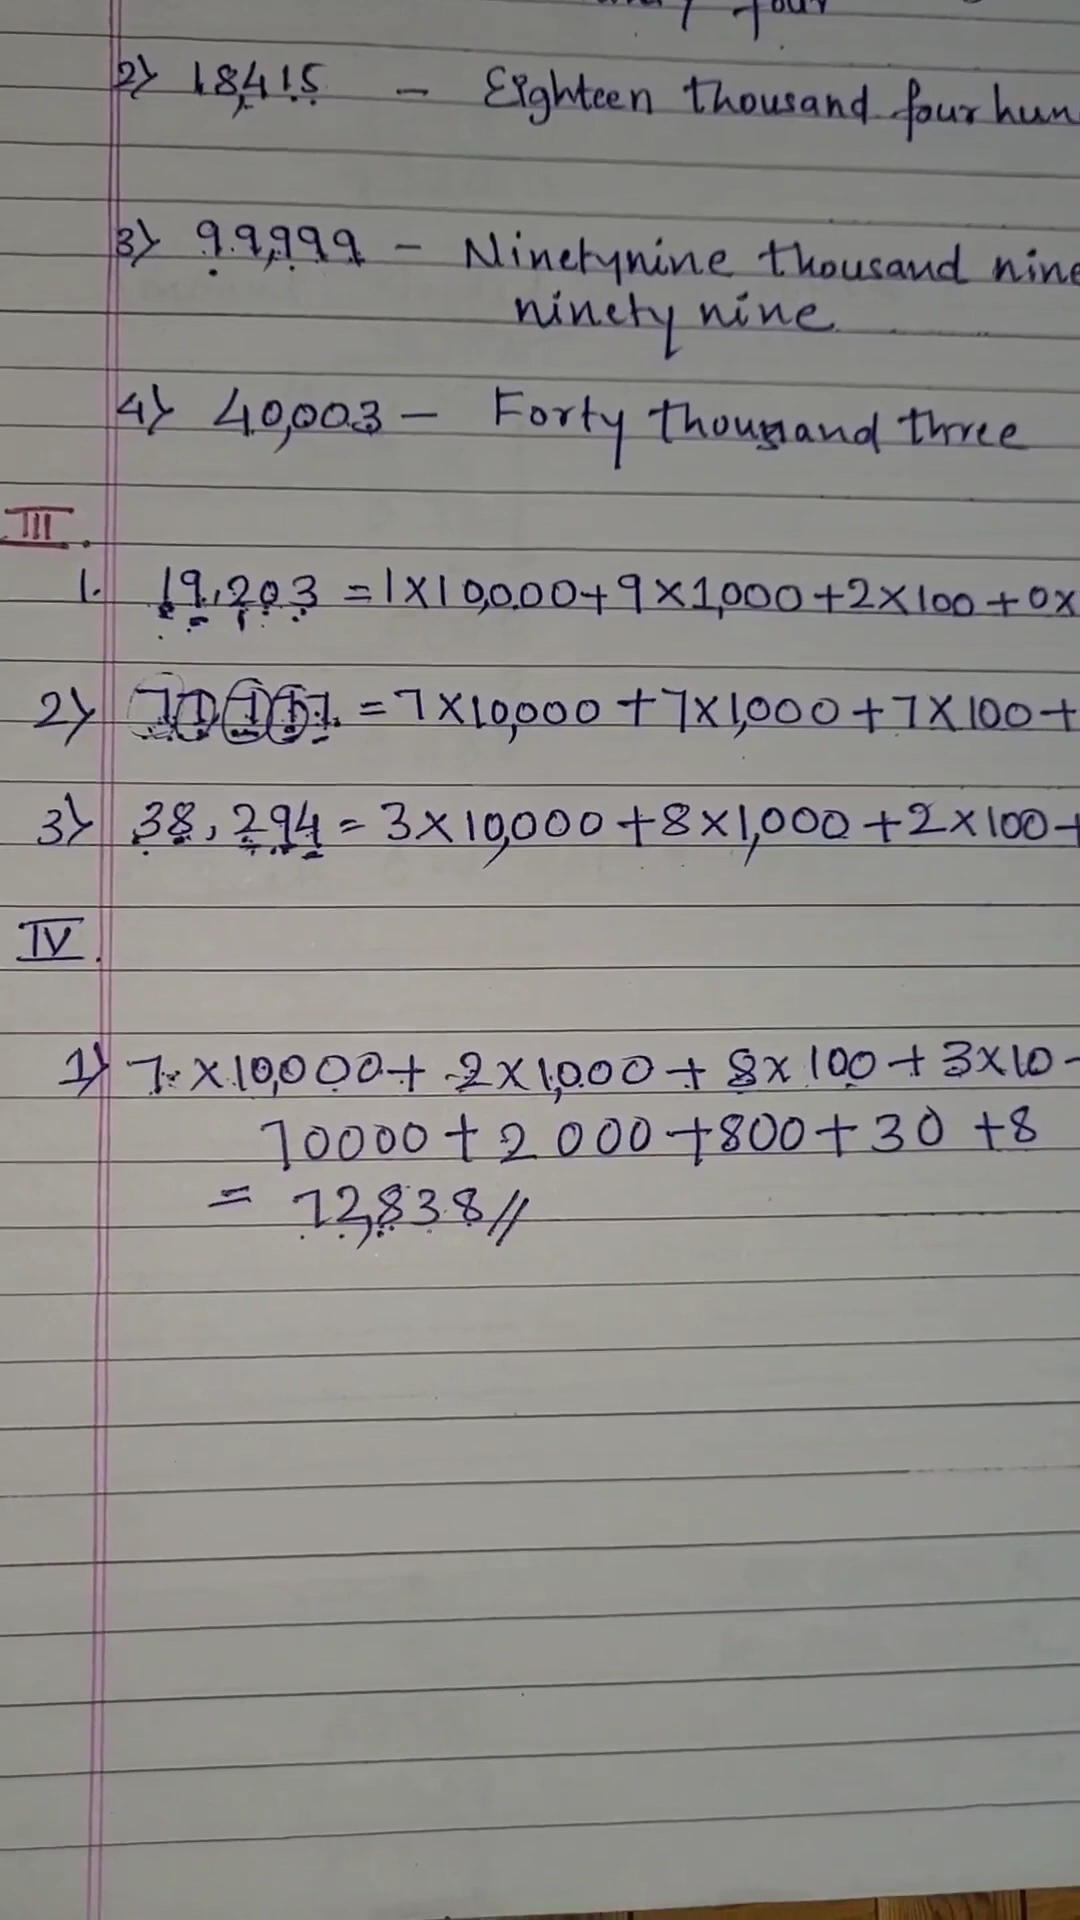 four
2) 18,415 - Eighteen thousand four hun
3) 99,999 - Ninetynine thousand nine
ninety nine
4) 40,003 - Forty thousand three
III.
1. 19,203 = 1×10,000+9×1,000+2×100+0×
2) = 7×10,000+7×1,000+7×100+
3) 38,294 = 3×10,000+8×1,000+2×100+
IV.
1) 7×10,000+2×1,000+8×100+3×10-
70000+2000+800+30+8
= 72,838//